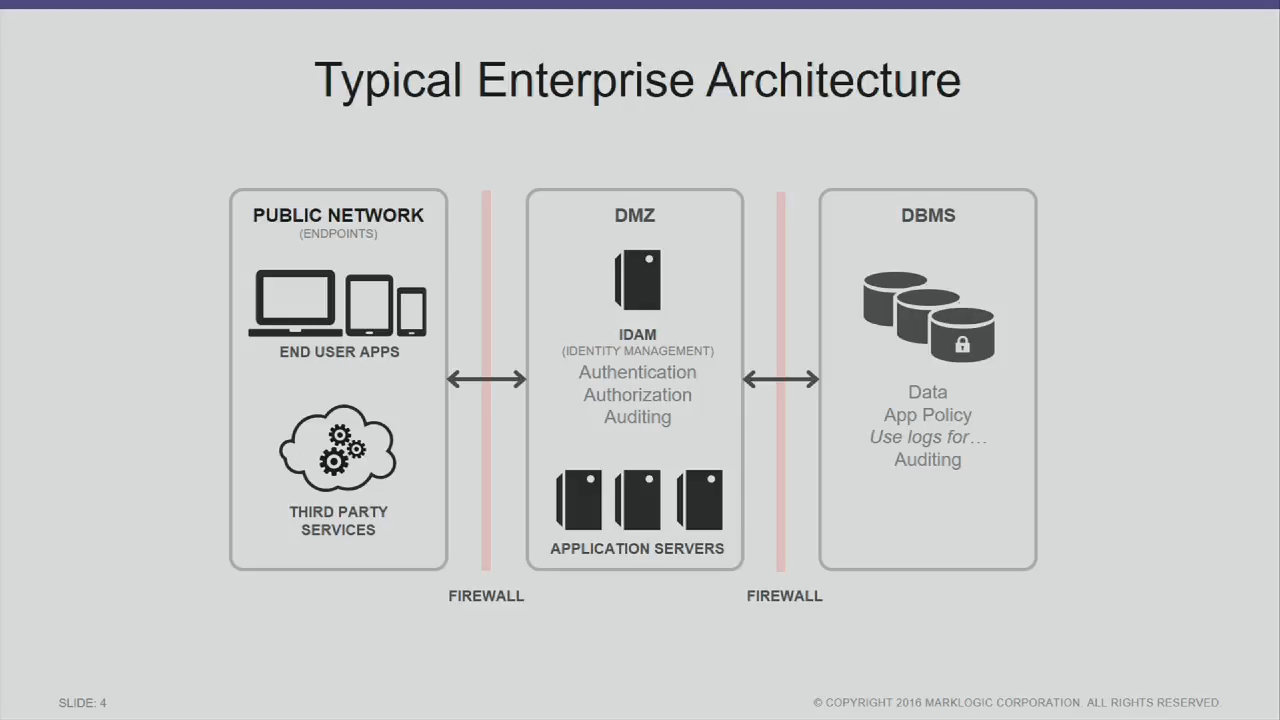 Typical Enterprise Architecture
PUBLIC NETWORK
(ENDPOINTS)
END USER APPS
THIRD PARTY
SERVICES
FIREWALL
DMZ
IDAM
(IDENTITY MANAGEMENT)
Authentication
Authorization
Auditing
APPLICATION SERVERS
FIREWALL
DBMS
Data
App Policy
Use logs for…
Auditing
SLIDE: 4
© COPYRIGHT 2016 MARKLOGIC CORPORATION. ALL RIGHTS RESERVED.